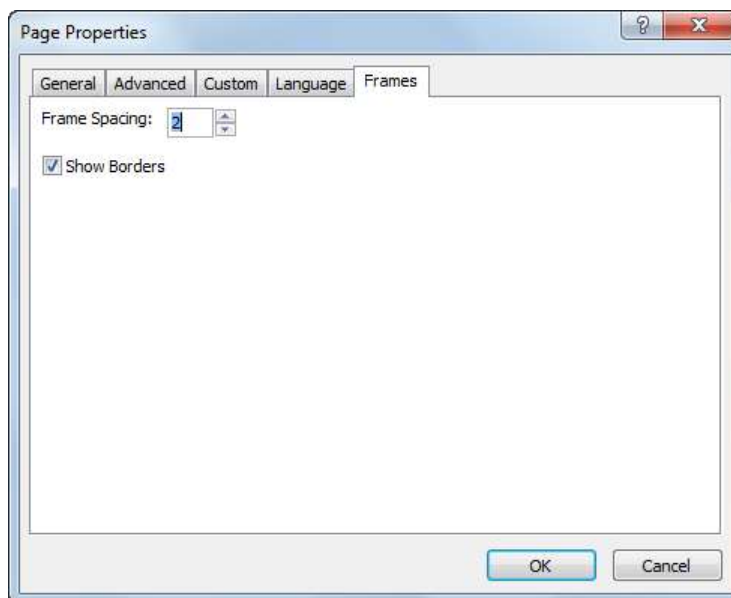 Page Properties
General Advanced Custom Language Frames
Frame Spacing: 2
Show Borders
OK Cancel